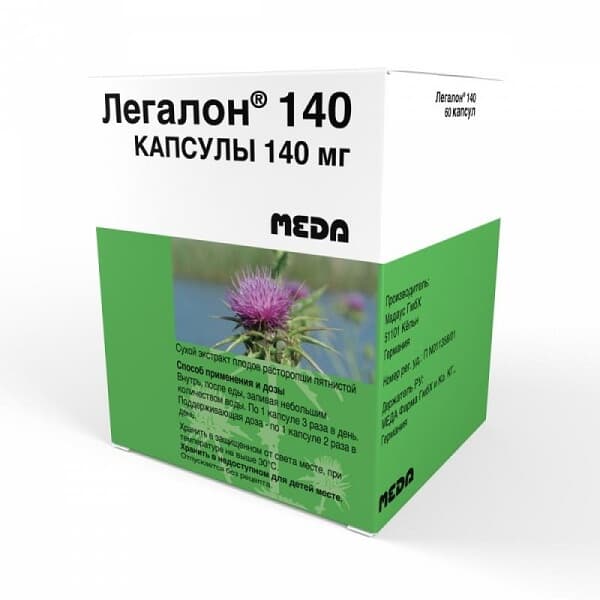 Легалон® 140
КАПСУЛЫ 140 мг
MEDA
Сухой экстракт плодов расторопши пятнистой
Способ применения и дозы
Внутрь, после еды, запивая небольшим
количеством воды. По 1 капсуле 3 раза в день.
Поддерживающая доза - по 1 капсуле 2 раза в
день.
Хранить в защищенном от света месте, при
температуре не выше 30°C.
Хранить в недоступном для детей месте.
Отпускается без рецепта.
Легалон® 140
60 капсул
Производитель:
Мадаус ГмбХ
51101 Кёльн
Германия
Номер рег. уд.: П N011359/01
Держатель РУ:
МЕДА Фарма ГмбХ и Ко. КГ.,
Германия
MEDA